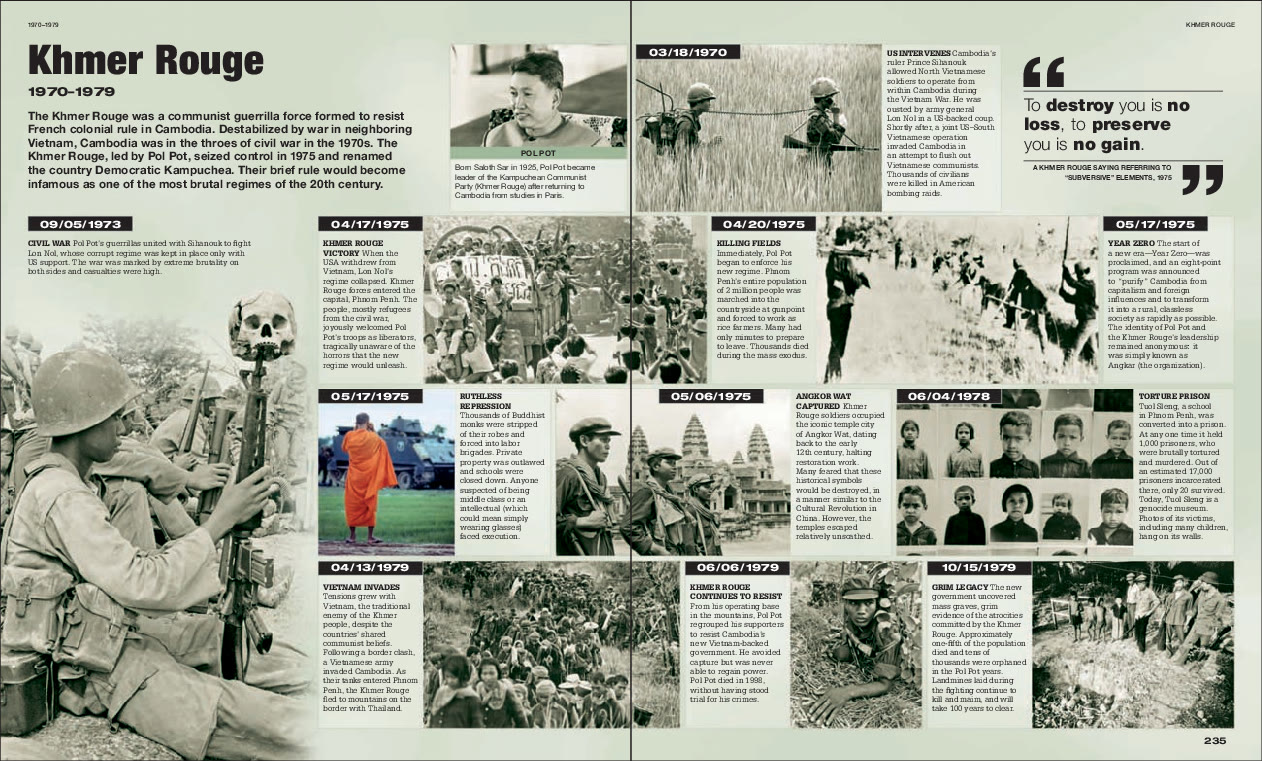 1970–1979
KHMER ROUGE
Khmer Rouge
1970–1979
The Khmer Rouge was a communist guerrilla force formed to resist
French colonial rule in Cambodia. Destabilized by war in neighboring
Vietnam, Cambodia was in the throes of civil war in the 1970s. The
Khmer Rouge, led by Pol Pot, seized control in 1975 and renamed
the country Democratic Kampuchea. Their brief rule would become
infamous as one of the most brutal regimes of the 20th century.
POL POT
Born Saloth Sar in 1925, Pol Pot became
leader of the Kampuchean Communist
Party (Khmer Rouge) after returning to
Cambodia from studies in Paris.
03/18/1970
US INTERVENES Cambodia's
ruler Prince Sihanouk
allowed North Vietnamese
soldiers to operate from
within Cambodia during
the Vietnam War. He was
ousted by army general
Lon Nol in a US-backed coup.
Shortly after, a joint US–South
Vietnamese operation
invaded Cambodia in
an attempt to flush out
Vietnamese communists.
Thousands of civilians
were killed in American
bombing raids.
“
To destroy you is no
loss, to preserve
you is no gain.
A KHMER ROUGE SAYING REFERRING TO
“SUBVERSIVE” ELEMENTS, 1975
”
09/05/1973
CIVIL WAR Pol Pot's guerrillas united with Sihanouk to fight
Lon Nol, whose corrupt regime was kept in place only with
US support. The war was marked by extreme brutality on
both sides and casualties were high.
04/17/1975
KHMER ROUGE
VICTORY When the
USA withdrew from
Vietnam, Lon Nol's
regime collapsed. Khmer
Rouge forces entered the
capital, Phnom Penh. The
people, mostly refugees
from the civil war,
joyously welcomed Pol
Pot's troops as liberators,
tragically unaware of the
horrors that the new
regime would unleash.
04/20/1975
KILLING FIELDS
Immediately, Pol Pot
began to enforce his
new regime. Phnom
Penh's entire population
of 2 million people was
marched into the
countryside at gunpoint
and forced to work as
rice farmers. Many had
only minutes to prepare
to leave. Thousands died
during the mass exodus.
05/17/1975
YEAR ZERO The start of
a new era—Year Zero—was
proclaimed, and an eight-point
program was announced
to “purify” Cambodia from
capitalism and foreign
influences and to transform
it into a rural, classless
society as rapidly as possible.
The identity of Pol Pot and
the Khmer Rouge's leadership
remained anonymous: it
was simply known as
Angkar (the organization).
05/17/1975
RUTHLESS
REPRESSION
Thousands of Buddhist
monks were stripped
of their robes and
forced into labor
brigades. Private
property was outlawed
and schools were
closed down. Anyone
suspected of being
middle class or an
intellectual (which
could mean simply
wearing glasses)
faced execution.
05/06/1975
ANGKOR WAT
CAPTURED Khmer
Rouge soldiers occupied
the iconic temple city
of Angkor Wat, dating
back to the early
12th century, halting
restoration work.
Many feared that these
historical symbols
would be destroyed, in
a manner similar to the
Cultural Revolution in
China. However, the
temples escaped
relatively unscathed.
06/04/1978
TORTURE PRISON
Tuol Sleng, a school
in Phnom Penh, was
converted into a prison.
At any one time it held
1,000 prisoners, who
were brutally tortured
and murdered. Out of
an estimated 17,000
prisoners incarcerated
there, only 20 survived.
Today, Tuol Sleng is a
genocide museum.
Photos of its victims,
including many children,
hang on its walls.
04/13/1979
VIETNAM INVADES
Tensions grew with
Vietnam, the traditional
enemy of the Khmer
people, despite the
countries' shared
communist beliefs.
Following a border clash,
a Vietnamese army
invaded Cambodia. As
their tanks entered Phnom
Penh, the Khmer Rouge
fled to mountains on the
border with Thailand.
06/06/1979
KHMER ROUGE
CONTINUES TO RESIST
From his operating base
in the mountains, Pol Pot
regrouped his supporters
to resist Cambodia's
new Vietnam-backed
government. He avoided
capture but was never
able to regain power.
Pol Pot died in 1998,
without having stood
trial for his crimes.
10/15/1979
GRIM LEGACY The new
government uncovered
mass graves, grim
evidence of the atrocities
committed by the Khmer
Rouge. Approximately
one-fifth of the population
died and tens of
thousands were orphaned
in the Pol Pot years.
Landmines laid during
the fighting continue to
kill and maim, and will
take 100 years to clear.
235